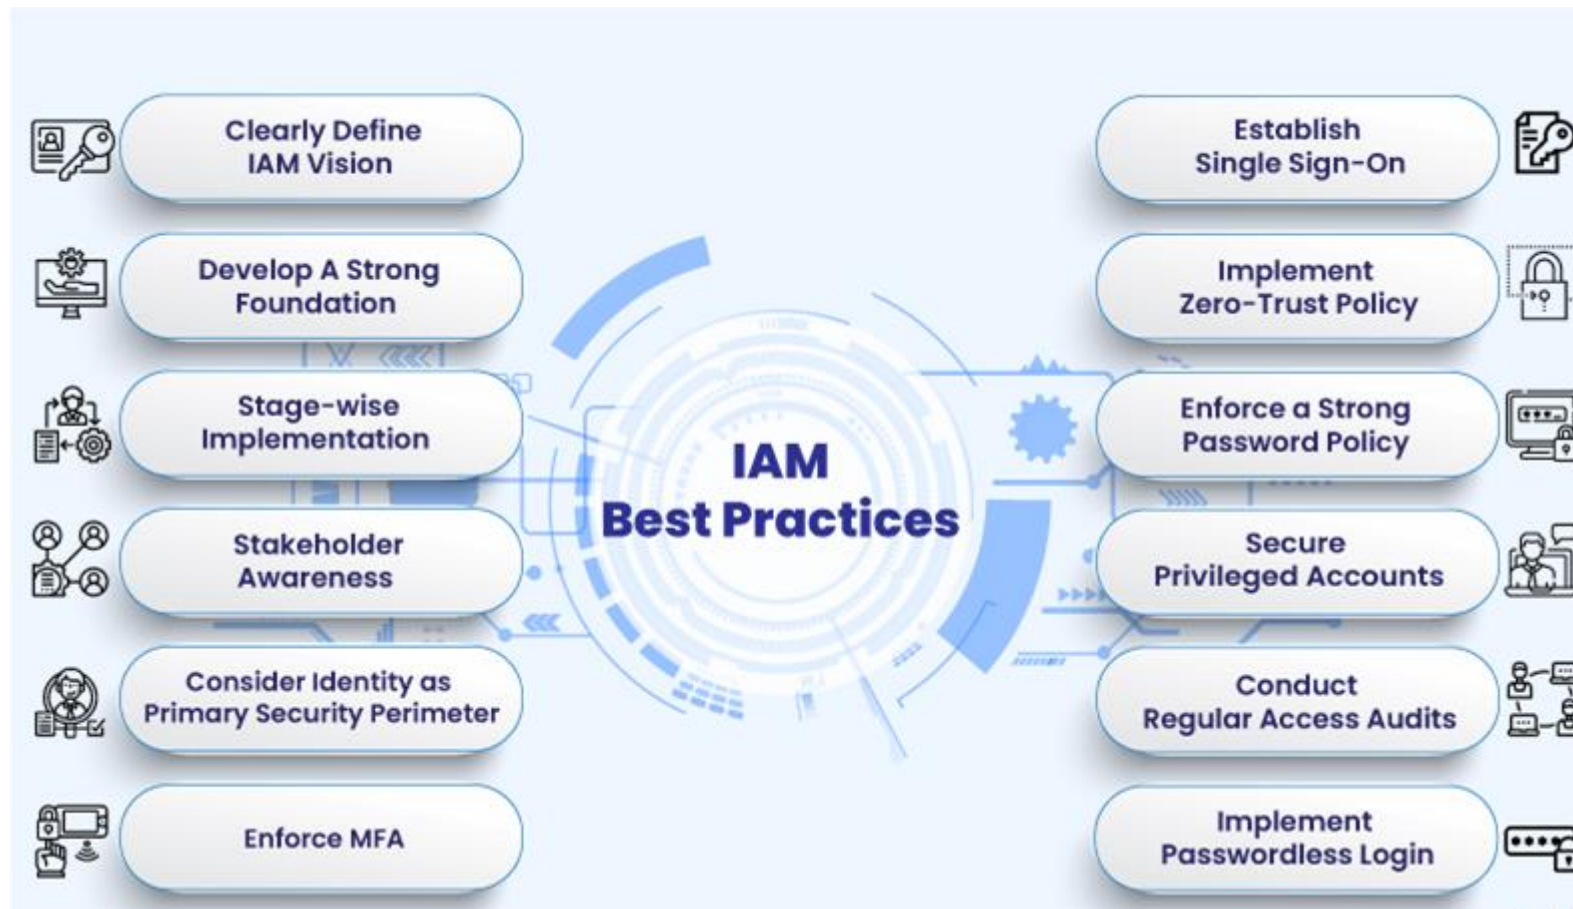 Clearly Define
IAM Vision
Develop A Strong
Foundation
Stage-wise
Implementation
Stakeholder
Awareness
Consider Identity as
Primary Security Perimeter
Enforce MFA
IAM
Best Practices
Establish
Single Sign-On
Implement
Zero-Trust Policy
Enforce a Strong
Password Policy
Secure
Privileged Accounts
Conduct
Regular Access Audits
Implement
Passwordless Login